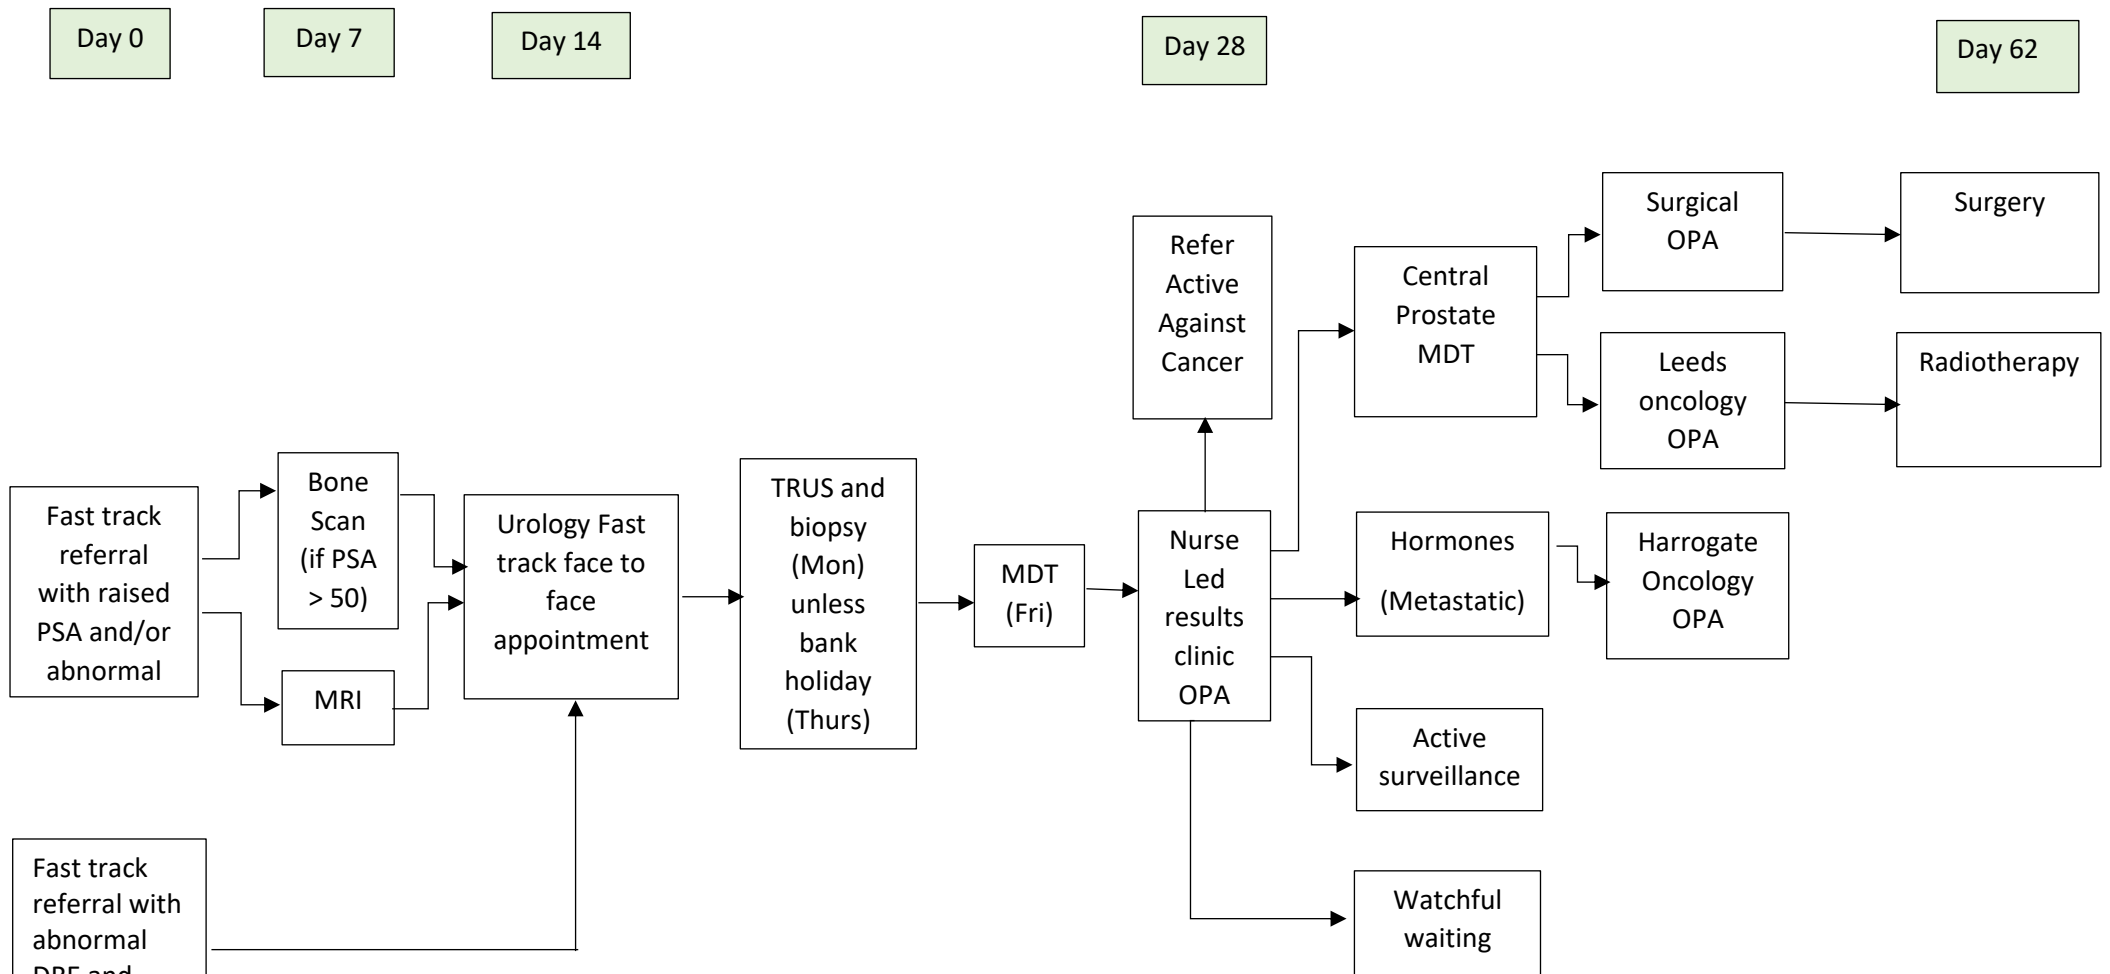 Day 0
Day 7
Day 14
Day 28
Day 62
Fast track
referral
with raised
PSA and/or
abnormal
Bone
Scan
(if PSA
> 50)
MRI
Urology Fast
track face to
face
appointment
TRUS and
biopsy
(Mon)
unless
bank
holiday
(Thurs)
MDT
(Fri)
Nurse
Led
results
clinic
OPA
Refer
Active
Against
Cancer
Central
Prostate
MDT
Surgical
OPA
Surgery
Leeds
oncology
OPA
Radiotherapy
Hormones
(Metastatic)
Harrogate
Oncology
OPA
Active
surveillance
Watchful
waiting
Fast track
referral with
abnormal
DRE and